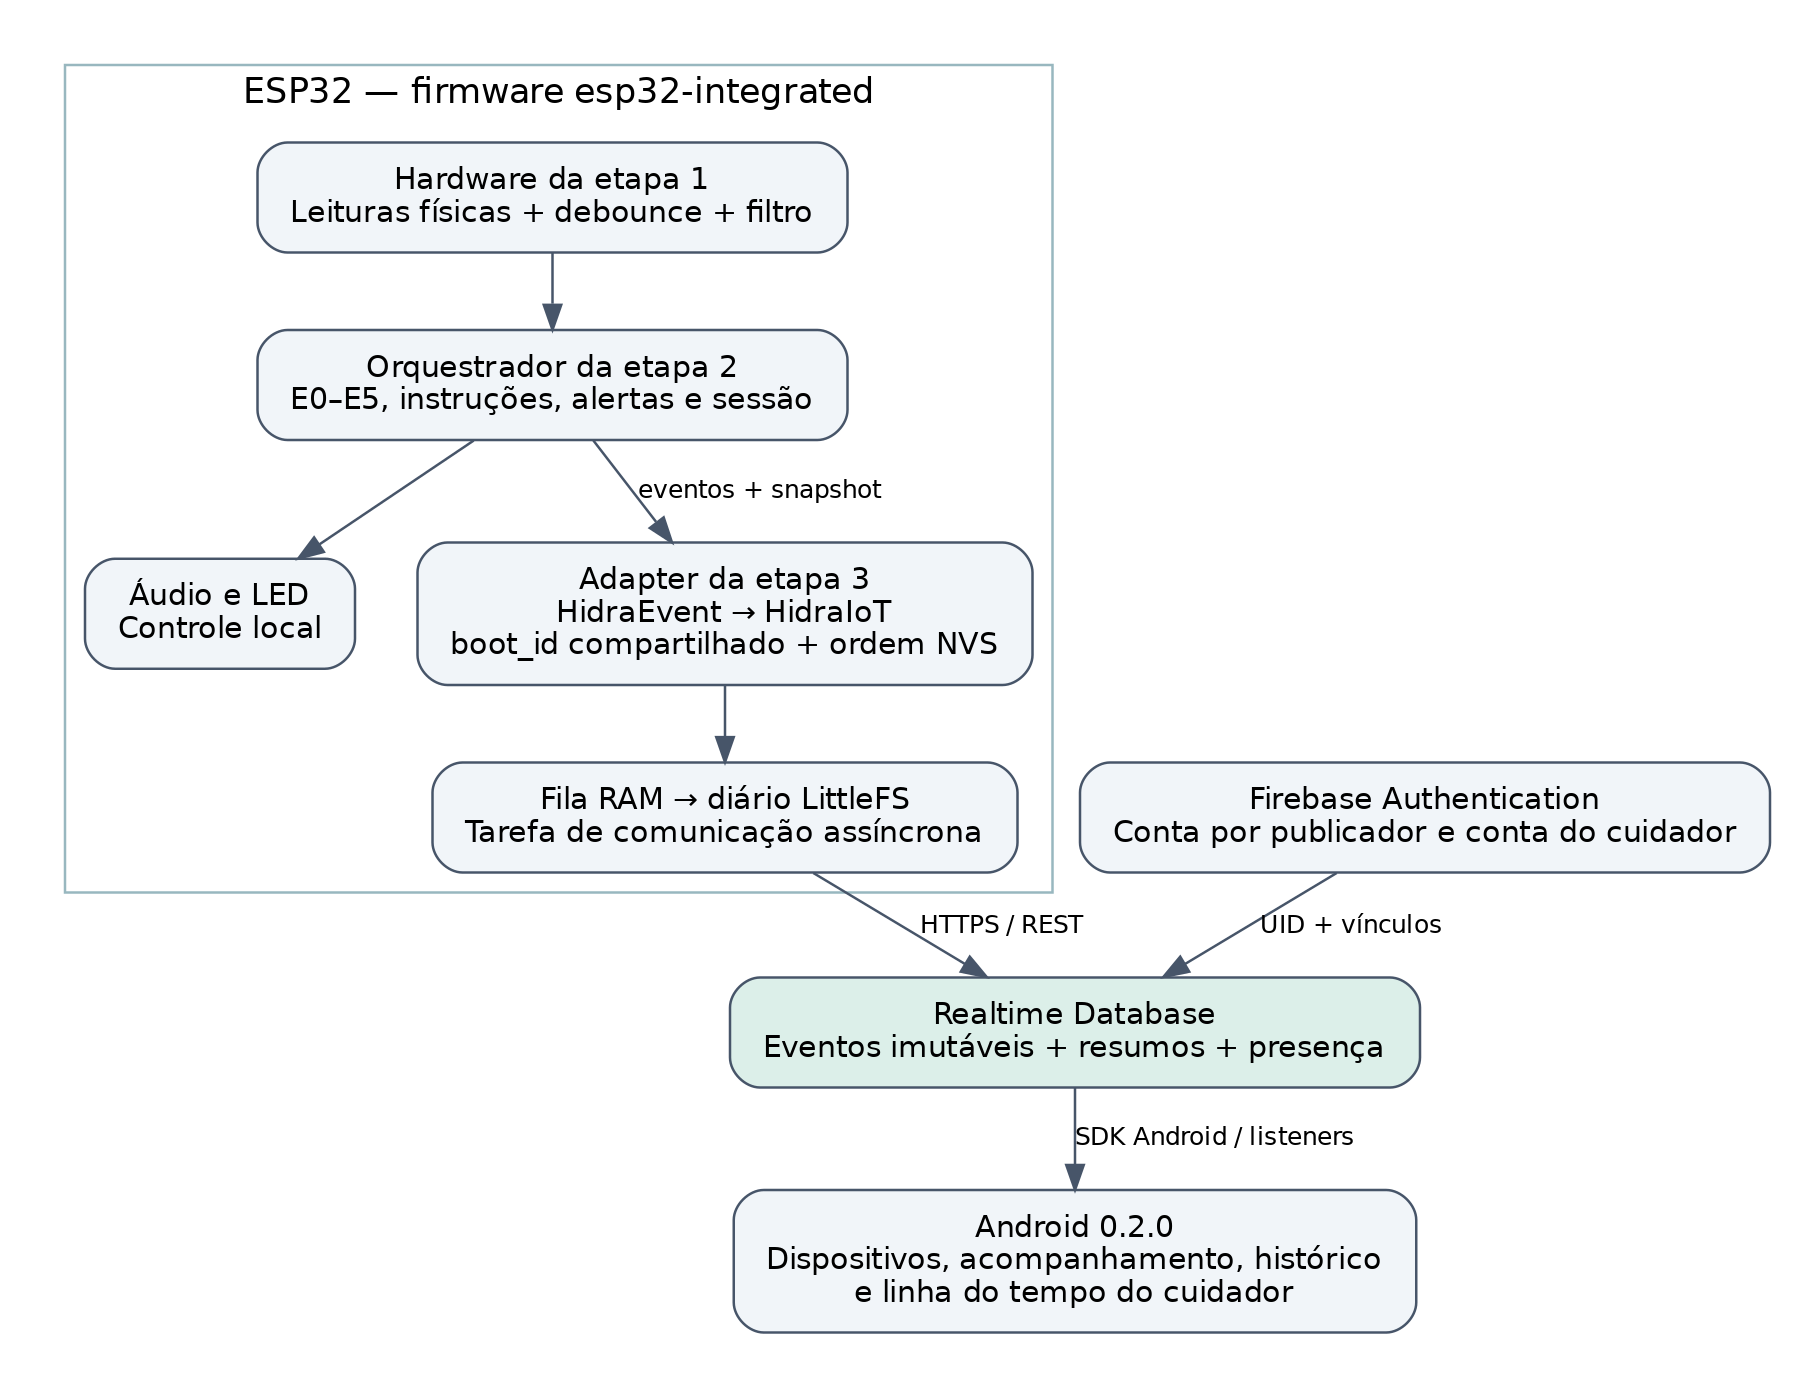 ESP32 — firmware esp32-integrated
Hardware da etapa 1
Leituras físicas + debounce + filtro
Orquestrador da etapa 2
E0–E5, instruções, alertas e sessão
eventos + snapshot
Áudio e LED
Controle local
Adapter da etapa 3
HidraEvent → HidraIoT
boot_id compartilhado + ordem NVS
Fila RAM → diário LittleFS
Tarefa de comunicação assíncrona
Firebase Authentication
Conta por publicador e conta do cuidador
HTTPS / REST
UID + vínculos
Realtime Database
Eventos imutáveis + resumos + presença
SDK Android / listeners
Android 0.2.0
Dispositivos, acompanhamento, histórico
e linha do tempo do cuidador